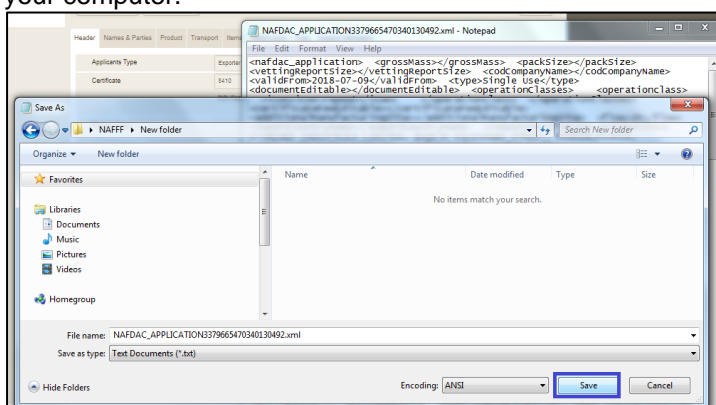 your computer.
NAFDAC_APPLICATION3379665470340130492.xml - Notepad
Header Names & Parties Product Transport Items
File Edit Format View Help
Applicants Type Exporter
Certificate 5410
<nafdac_application> <grossMass></grossMass> <packSize></packSize>
<vettingReportSize></vettingReportSize> <codCompanyName></codCompanyName>
<validFrom>2018-07-09</validFrom> <type>Single Use</type>
<documentEditable></documentEditable> <operationClasses> <operationclass>
Save As
NAFFF New folder
Search New folder
Organize New folder
Favorites
Libraries
Documents
Music
Pictures
Videos
Homegroup
Name Date modified Type Size
No items match your search.
File name: NAFDAC_APPLICATION3379665470340130492.xml
Save as type: Text Documents (*.txt)
Hide Folders
Encoding: ANSI
Save
Cancel